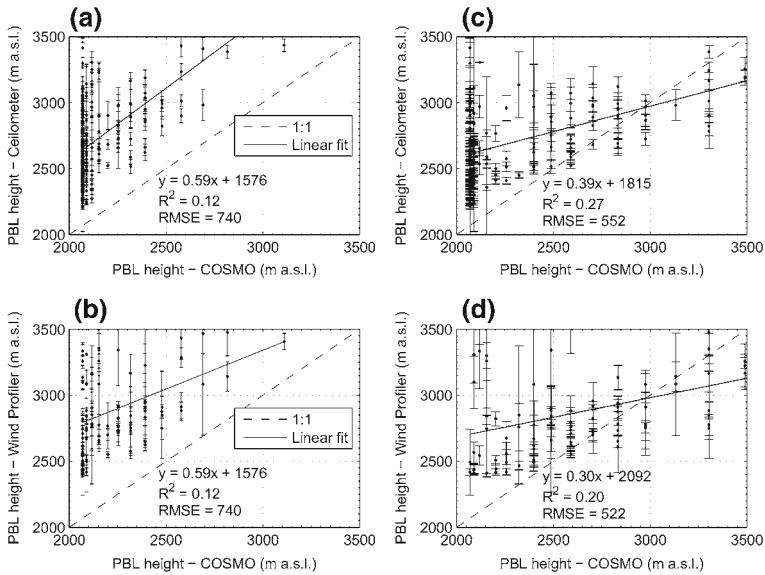 (a)
3500
3000
2500
2000
PBL height − Ceilometer (m a.s.l.)
1:1
Linear fit
y = 0.59x + 1576
R² = 0.12
RMSE = 740
2000 2500 3000 3500
PBL height − COSMO (m a.s.l.)
(c)
3500
3000
2500
2000
PBL height − Ceilometer (m a.s.l.)
y = 0.39x + 1815
R² = 0.27
RMSE = 552
2000 2500 3000 3500
PBL height − COSMO (m a.s.l.)
(b)
3500
3000
2500
2000
PBL height − Wind Profiler (m a.s.l.)
1:1
Linear fit
y = 0.59x + 1576
R² = 0.12
RMSE = 740
2000 2500 3000 3500
PBL height − COSMO (m a.s.l.)
(d)
3500
3000
2500
2000
PBL height − Wind Profiler (m a.s.l.)
y = 0.30x + 2092
R² = 0.20
RMSE = 522
2000 2500 3000 3500
PBL height − COSMO (m a.s.l.)